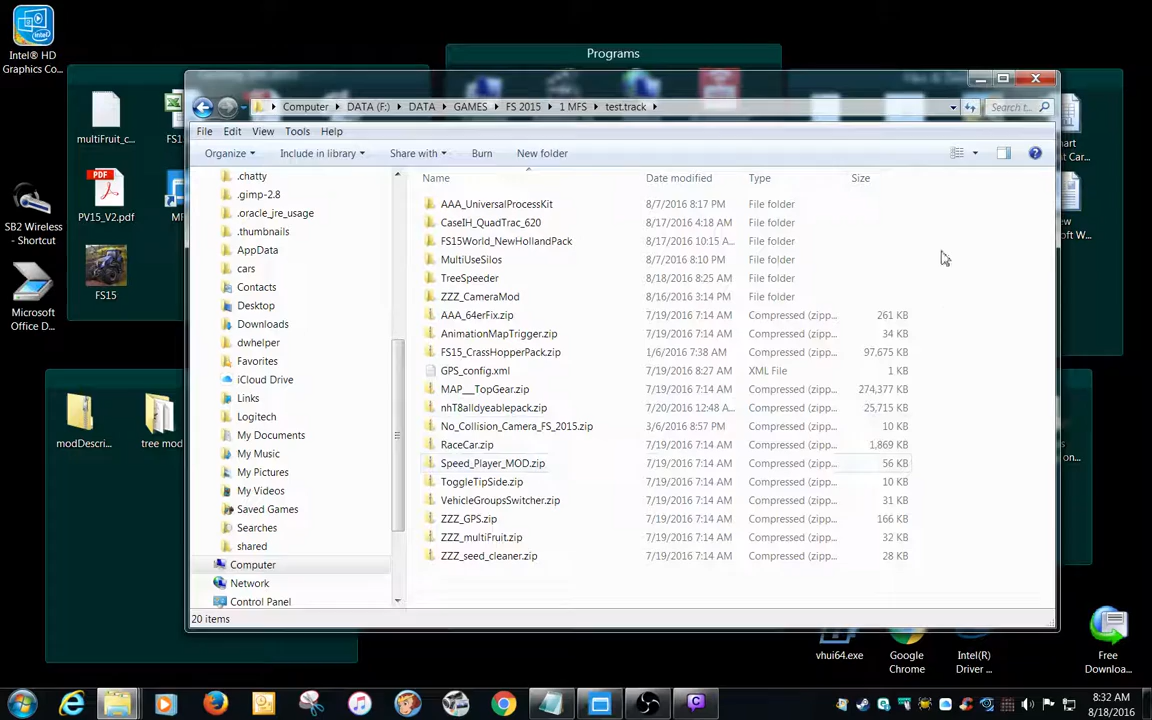 Intel® HD
Graphics Co...
multiFruit_c...
FS1
PV15_V2.pdf
MF
SB2 Wireless
- Shortcut
FS15
Microsoft
Office D...
modDescri...
tree mod
Programs
Computer DATA (F:) DATA GAMES FS 2015 1 MFS test.track
Search t...
File Edit View Tools Help
Organize Include in library Share with Burn New folder
.chatty
.gimp-2.8
.oracle_jre_usage
.thumbnails
AppData
cars
Contacts
Desktop
Downloads
dwhelper
Favorites
iCloud Drive
Links
Logitech
My Documents
My Music
My Pictures
My Videos
Saved Games
Searches
shared
Computer
Network
Control Panel
Name Date modified Type Size
AAA_UniversalProcessKit 8/7/2016 8:17 PM File folder
CaseIH_QuadTrac_620 8/17/2016 4:18 AM File folder
FS15World_NewHollandPack 8/17/2016 10:15 A... File folder
MultiUseSilos 8/7/2016 8:10 PM File folder
TreeSpeeder 8/18/2016 8:25 AM File folder
ZZZ_CameraMod 8/16/2016 3:14 PM File folder
AAA_64erFix.zip 7/19/2016 7:14 AM Compressed (zipp... 261 KB
AnimationMapTrigger.zip 7/19/2016 7:14 AM Compressed (zipp... 34 KB
FS15_CrassHopperPack.zip 1/6/2016 7:38 AM Compressed (zipp... 97,675 KB
GPS_config.xml 7/19/2016 8:27 AM XML File 1 KB
MAP__TopGear.zip 7/19/2016 7:14 AM Compressed (zipp... 274,377 KB
nhT8alldyeablepack.zip 7/20/2016 12:48 A... Compressed (zipp... 25,715 KB
No_Collision_Camera_FS_2015.zip 3/6/2016 8:57 PM Compressed (zipp... 10 KB
RaceCar.zip 7/19/2016 7:14 AM Compressed (zipp... 1,869 KB
Speed_Player_MOD.zip 7/19/2016 7:14 AM Compressed (zipp... 56 KB
ToggleTipSide.zip 7/19/2016 7:14 AM Compressed (zipp... 10 KB
VehicleGroupsSwitcher.zip 7/19/2016 7:14 AM Compressed (zipp... 31 KB
ZZZ_GPS.zip 7/19/2016 7:14 AM Compressed (zipp... 166 KB
ZZZ_multiFruit.zip 7/19/2016 7:14 AM Compressed (zipp... 32 KB
ZZZ_seed_cleaner.zip 7/19/2016 7:14 AM Compressed (zipp... 28 KB
20 items
art
Car...
ew
t W...
on...
vhui64.exe
Google
Chrome
Intel(R)
Driver ...
Free
Downloa...
8:32 AM
8/18/2016